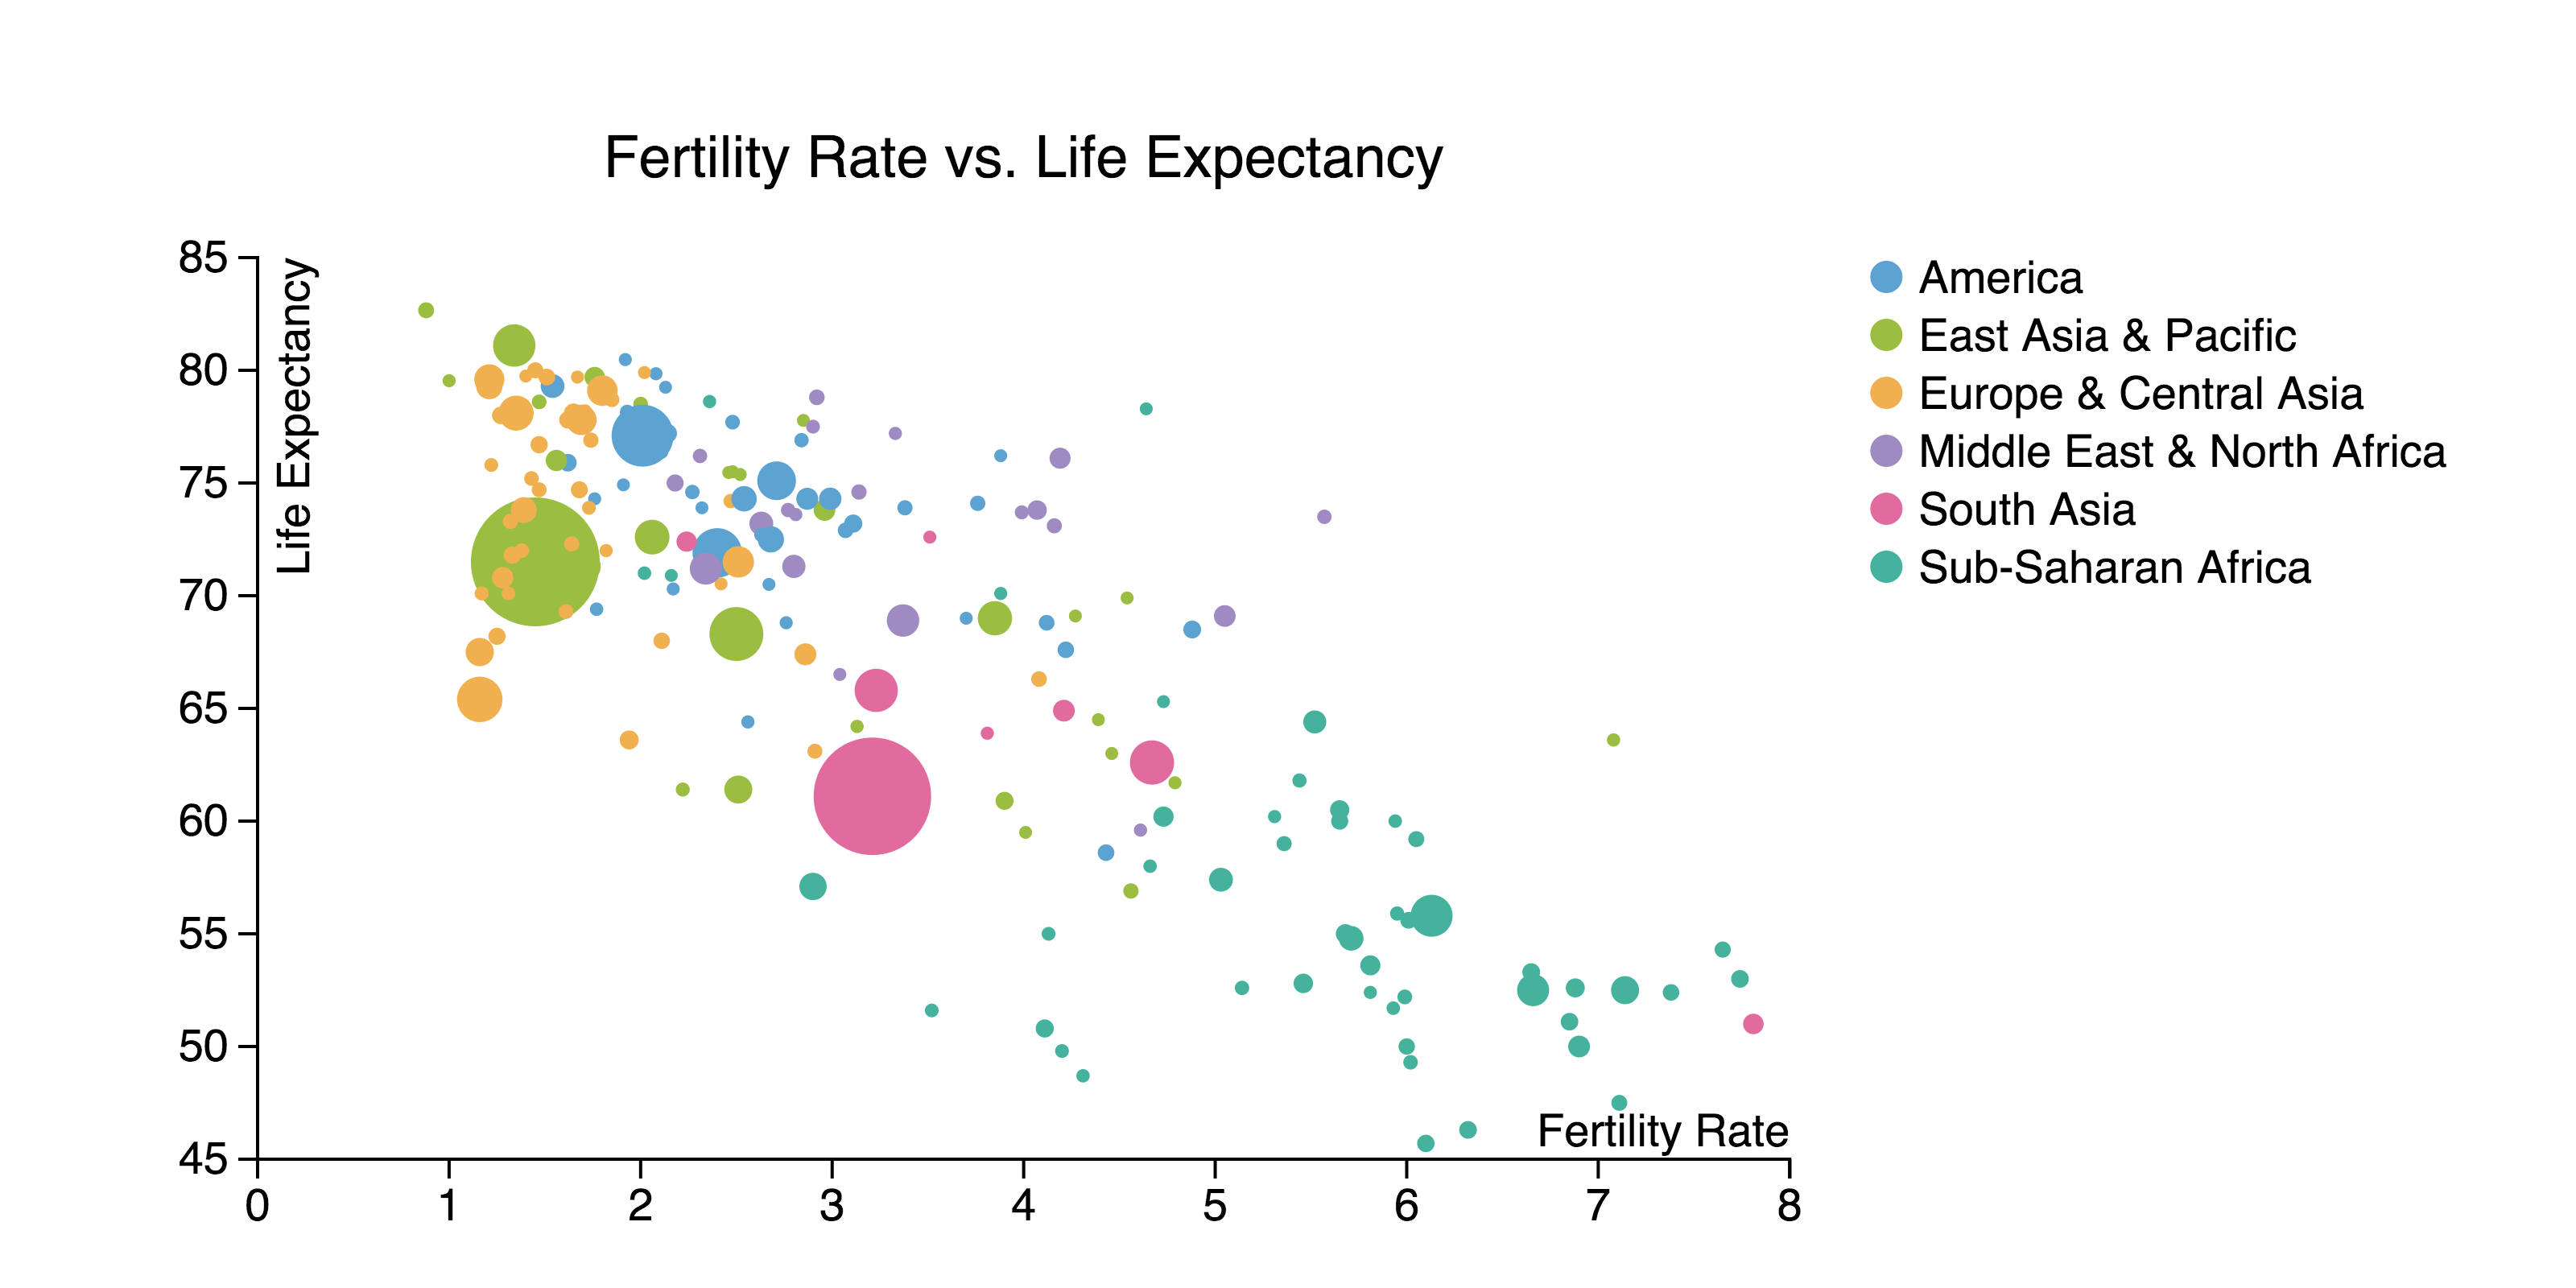 Fertility Rate vs. Life Expectancy
85
80
75
70
65
60
55
50
45
Life Expectancy
0
1
2
3
4
5
6
7
8
Fertility Rate
America
East Asia & Pacific
Europe & Central Asia
Middle East & North Africa
South Asia
Sub-Saharan Africa